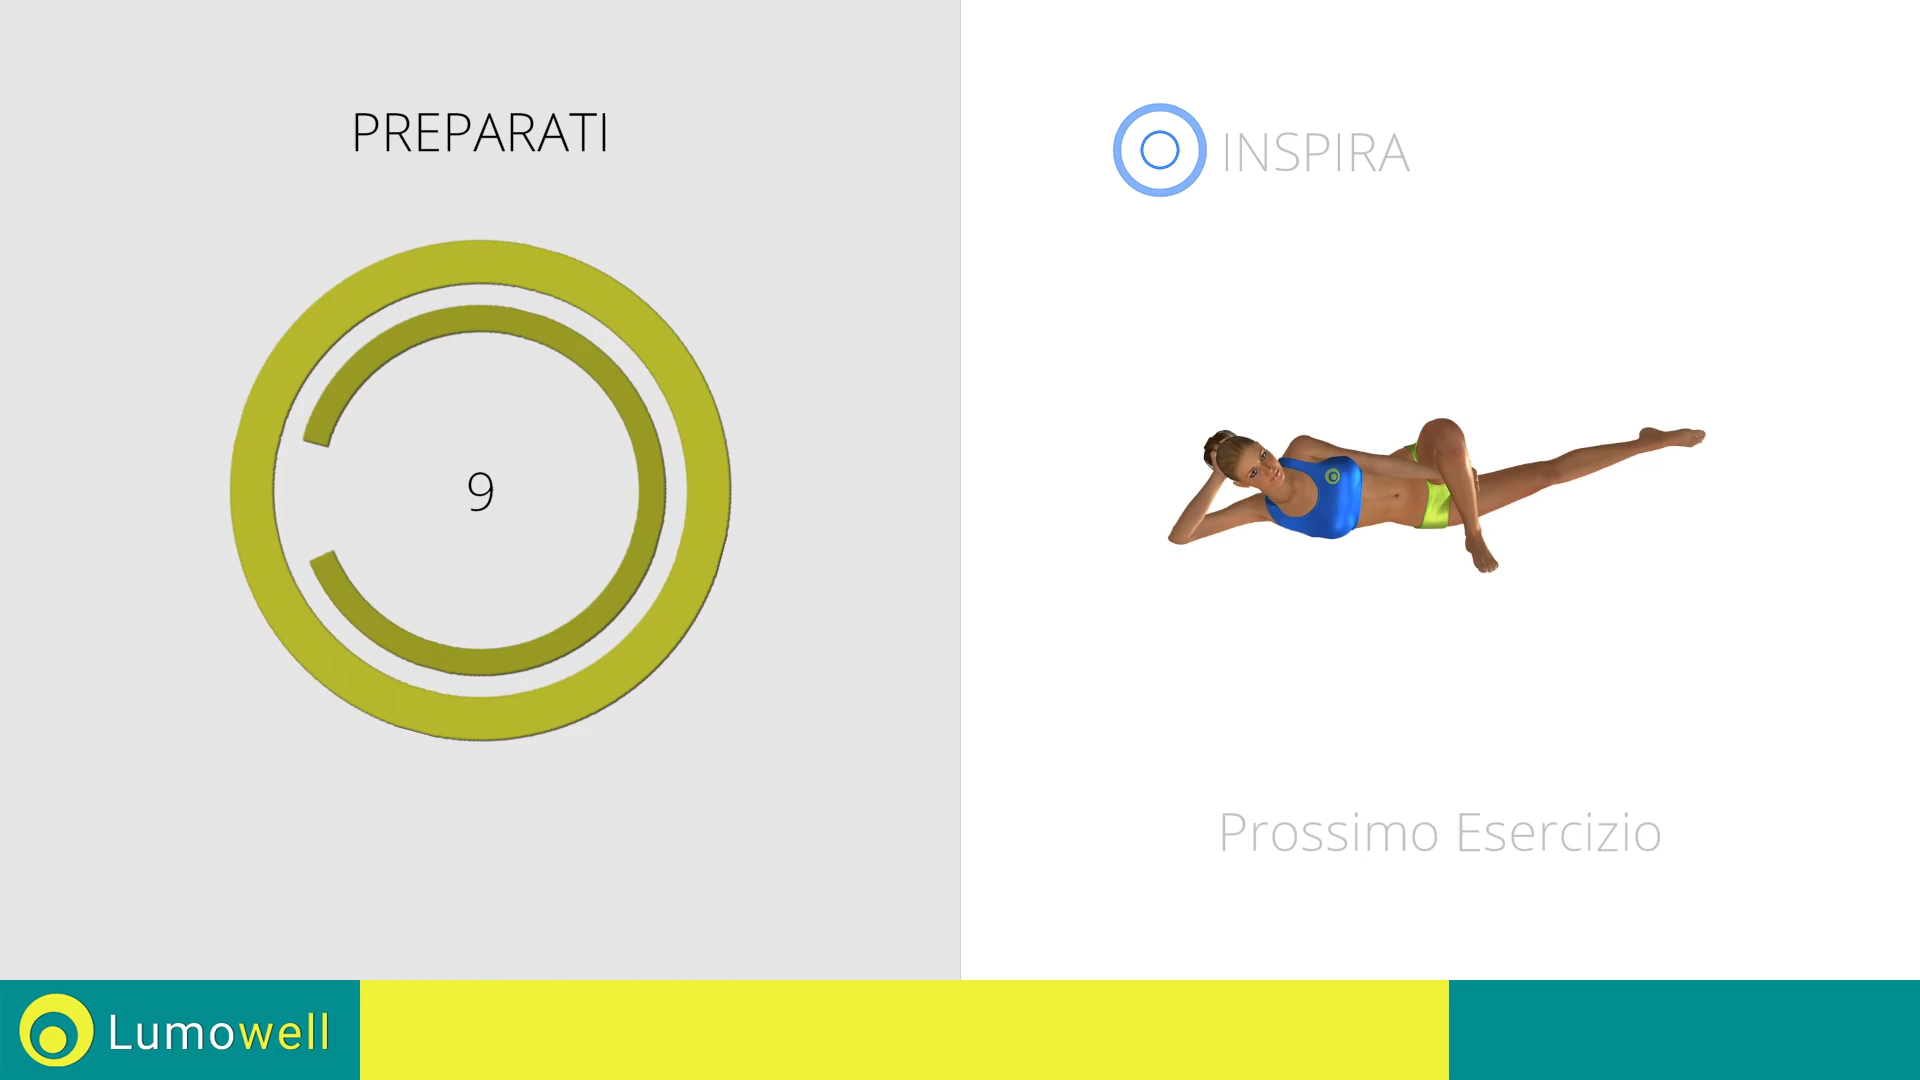 PREPARATI
9
INSPIRA
Prossimo Esercizio
Lumowell